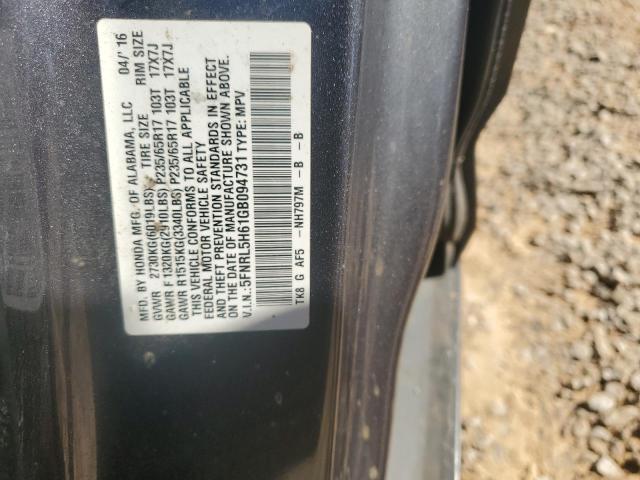 MFD. BY HONDA MFG. OF ALABAMA, LLC 04/'16
TIRE SIZE RIM SIZE
GVWR 2730KG(6019LBS)
GAWR F 1320KG(2910LBS) P235/65R17 103T 17X7J
GAWR R 1515KG(3340LBS) P235/65R17 103T 17X7J
THIS VEHICLE CONFORMS TO ALL APPLICABLE
FEDERAL MOTOR VEHICLE SAFETY
AND THEFT PREVENTION STANDARDS IN EFFECT
ON THE DATE OF MANUFACTURE SHOWN ABOVE.
V.I.N.: 5FNRL5H61GB094731 TYPE: MPV
TK8 G AF5 -NH797M -B -B